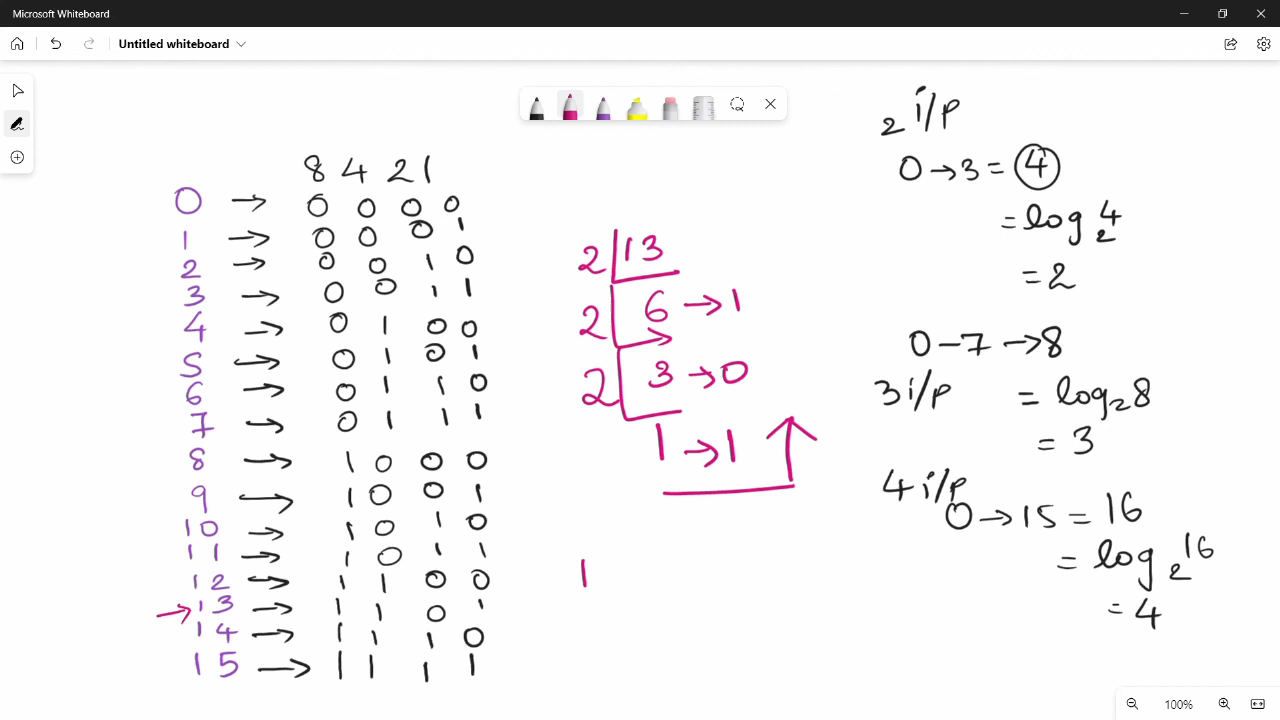 Microsoft Whiteboard
Untitled whiteboard
8 4 2 1
0 → 0 0 0 0
1 → 0 0 0 1
2 → 0 0 1 0
3 → 0 0 1 1
4 → 0 1 0 0
5 → 0 1 0 1
6 → 0 1 1 0
7 → 0 1 1 1
8 → 1 0 0 0
9 → 1 0 0 1
10 → 1 0 1 0
11 → 1 0 1 1
12 → 1 1 0 0
→ 13 → 1 1 0 1
14 → 1 1 1 0
15 → 1 1 1 1
2 | 13
2 | 6 → 1
2 | 3 → 0
1 → 1
1
2 i/p
0 → 3 = 4
= log₂ 4
= 2
0 – 7 → 8
3 i/p = log₂ 8
= 3
4 i/p
0 → 15 = 16
= log₂ 16
= 4
100%